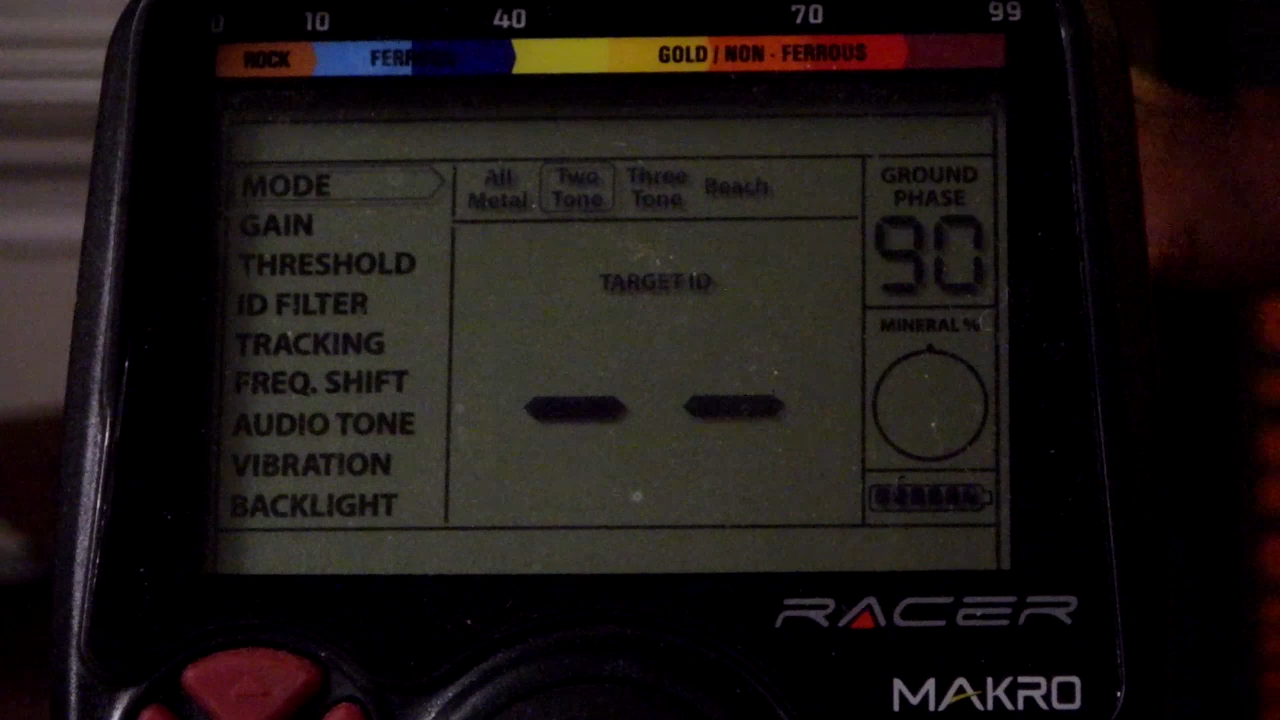 0 10 40 70 99
ROCK FERROUS GOLD / NON - FERROUS
MODE
GAIN
THRESHOLD
ID FILTER
TRACKING
FREQ. SHIFT
AUDIO TONE
VIBRATION
BACKLIGHT
All Metal
Two Tone
Three Tone
Beach
TARGET ID
- -
GROUND
PHASE
90
MINERAL %
RACER
MAKRO